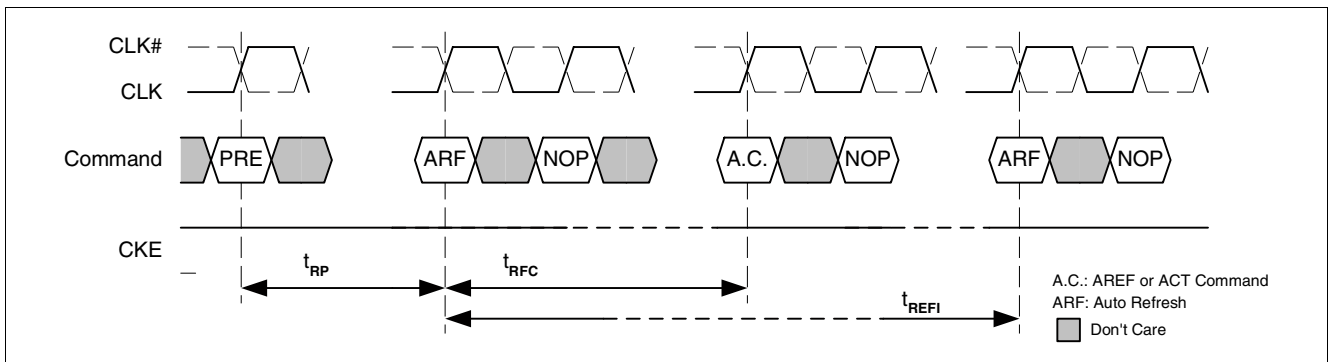 CLK#
CLK
Command PRE ARF NOP A.C. NOP ARF NOP
CKE
tRP tRFC
tREFI
A.C.: AREF or ACT Command
ARF: Auto Refresh
Don't Care